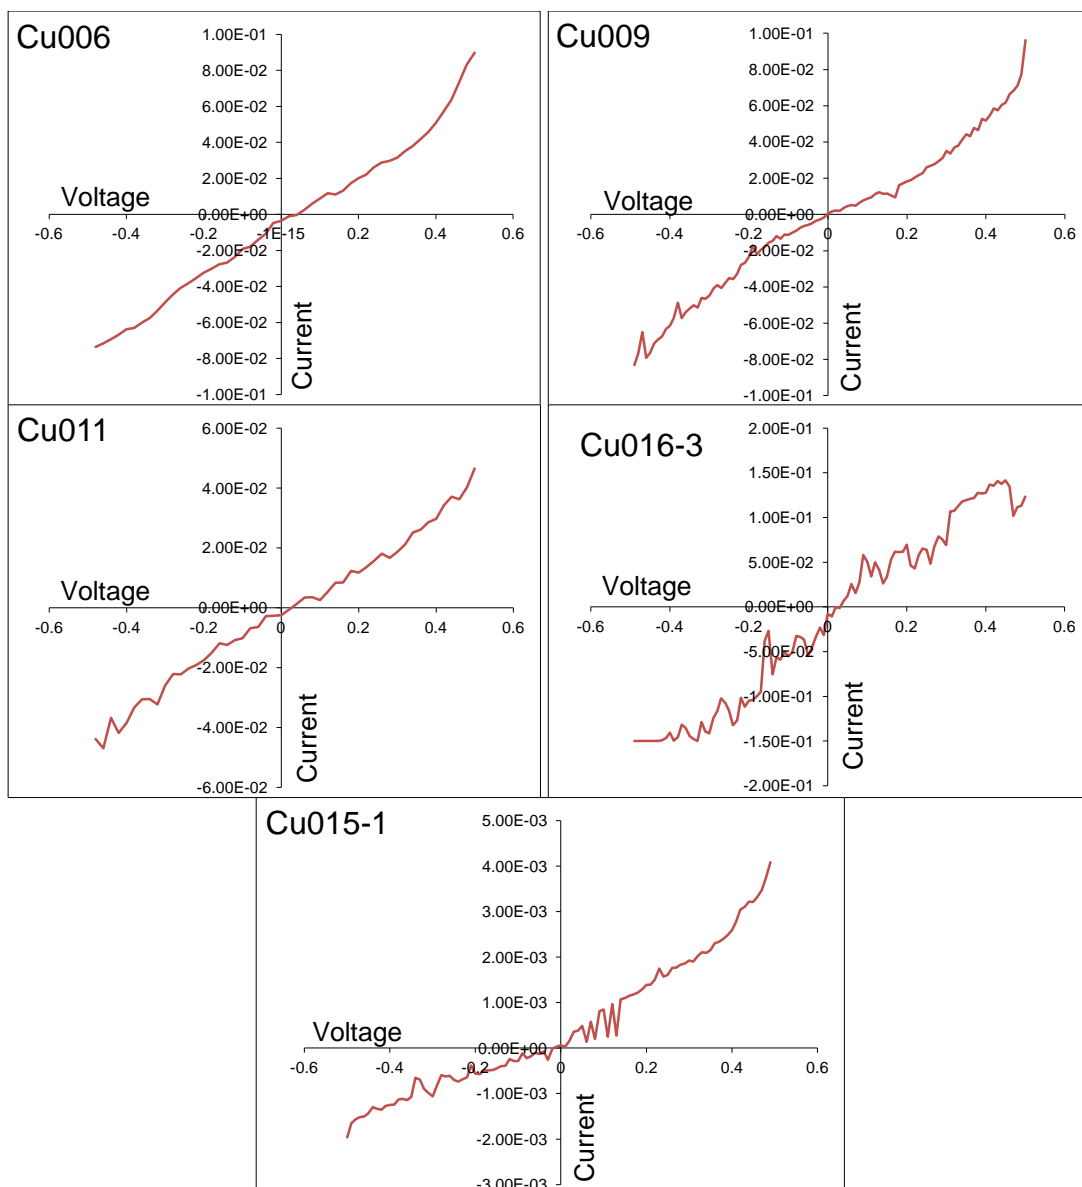 Cu006
1.00E-01
8.00E-02
6.00E-02
4.00E-02
2.00E-02
0.00E+00
-2.00E-02
-4.00E-02
-6.00E-02
-8.00E-02
-1.00E-01
-0.6 -0.4 -0.2 -1E-15 0.2 0.4 0.6
Voltage
Current
Cu009
1.00E-01
8.00E-02
6.00E-02
4.00E-02
2.00E-02
0.00E+00
-2.00E-02
-4.00E-02
-6.00E-02
-8.00E-02
-1.00E-01
-0.6 -0.4 -0.2 0 0.2 0.4 0.6
Voltage
Current
Cu011
6.00E-02
4.00E-02
2.00E-02
0.00E+00
-2.00E-02
-4.00E-02
-6.00E-02
-0.6 -0.4 -0.2 0 0.2 0.4 0.6
Voltage
Current
Cu016-3
2.00E-01
1.50E-01
1.00E-01
5.00E-02
0.00E+00
-5.00E-02
-1.00E-01
-1.50E-01
-2.00E-01
-0.6 -0.4 -0.2 0 0.2 0.4 0.6
Voltage
Current
Cu015-1
5.00E-03
4.00E-03
3.00E-03
2.00E-03
1.00E-03
0.00E+00
-1.00E-03
-2.00E-03
-3.00E-03
-0.6 -0.4 -0.2 0 0.2 0.4 0.6
Voltage
Current